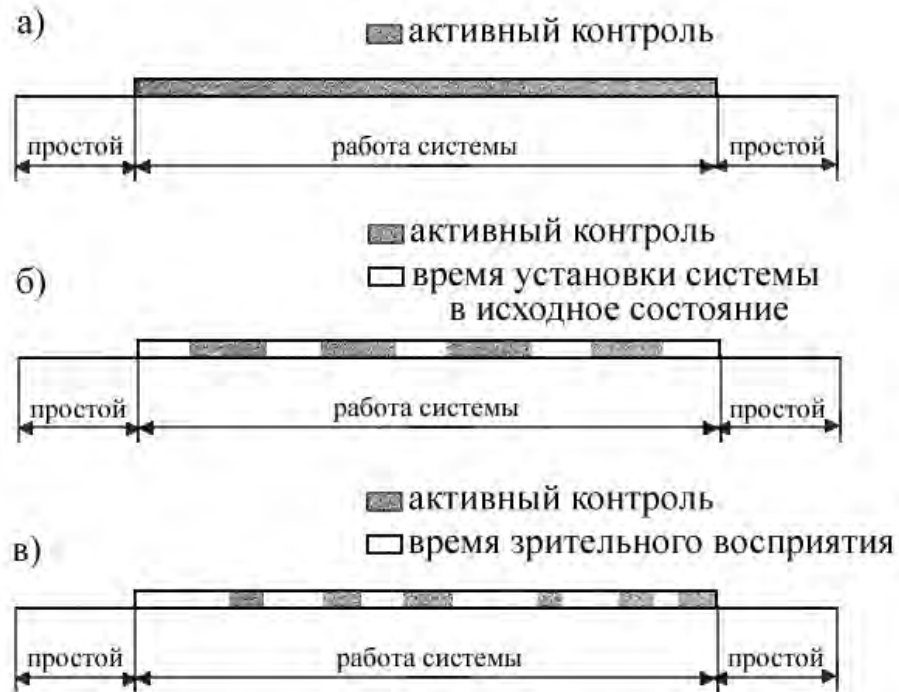 а)
активный контроль
простой
работа системы
простой
активный контроль
б)
время установки системы
в исходное состояние
простой
работа системы
простой
активный контроль
в)
время зрительного восприятия
простой
работа системы
простой